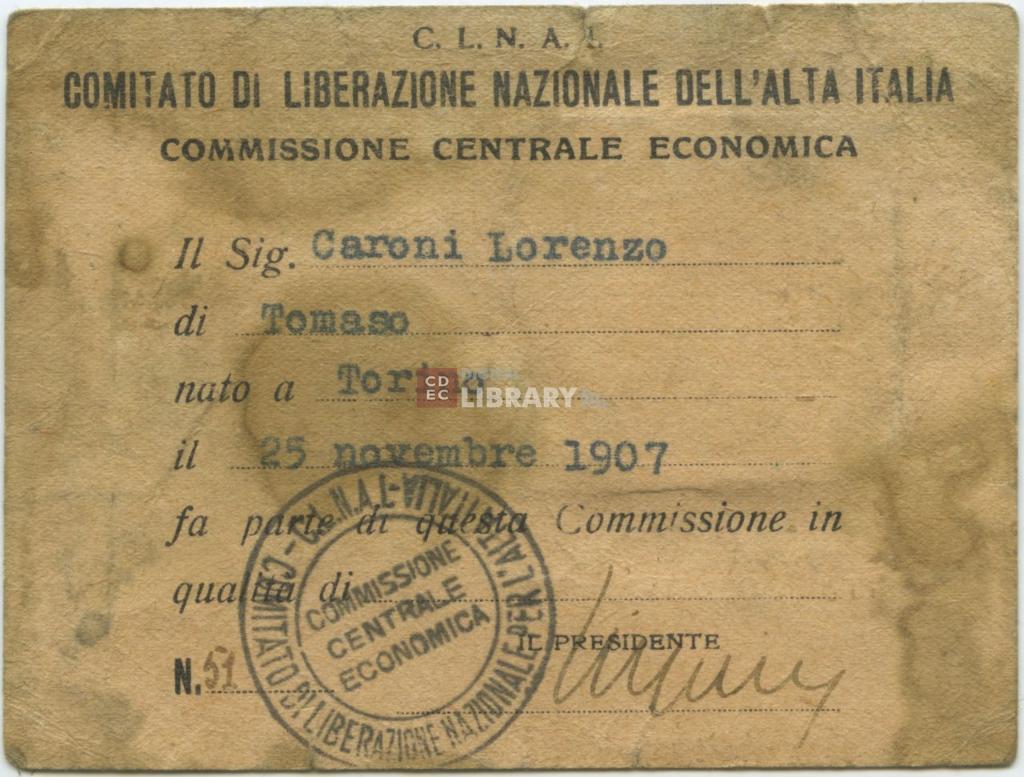 C. L. N. A. I.
COMITATO DI LIBERAZIONE NAZIONALE DELL'ALTA ITALIA
COMMISSIONE CENTRALE ECONOMICA
Il Sig. Caroni Lorenzo
di Tomaso
nato a Torino
CDEC LIBRARY
il 25 novembre 1907
fa parte di questa Commissione in
qualità di
COMITATO DI LIBERAZIONE NAZIONALE PER L'ALTA ITALIA - C.L.N.A.I. -
COMMISSIONE
CENTRALE
ECONOMICA
IL PRESIDENTE
N. 51